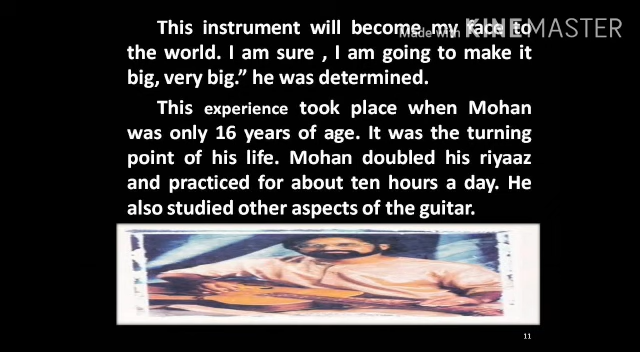 This instrument will become my face to
Made with KINEMASTER
the world. I am sure , I am going to make it
big, very big.” he was determined.
This experience took place when Mohan
was only 16 years of age. It was the turning
point of his life. Mohan doubled his riyaaz
and practiced for about ten hours a day. He
also studied other aspects of the guitar.
11